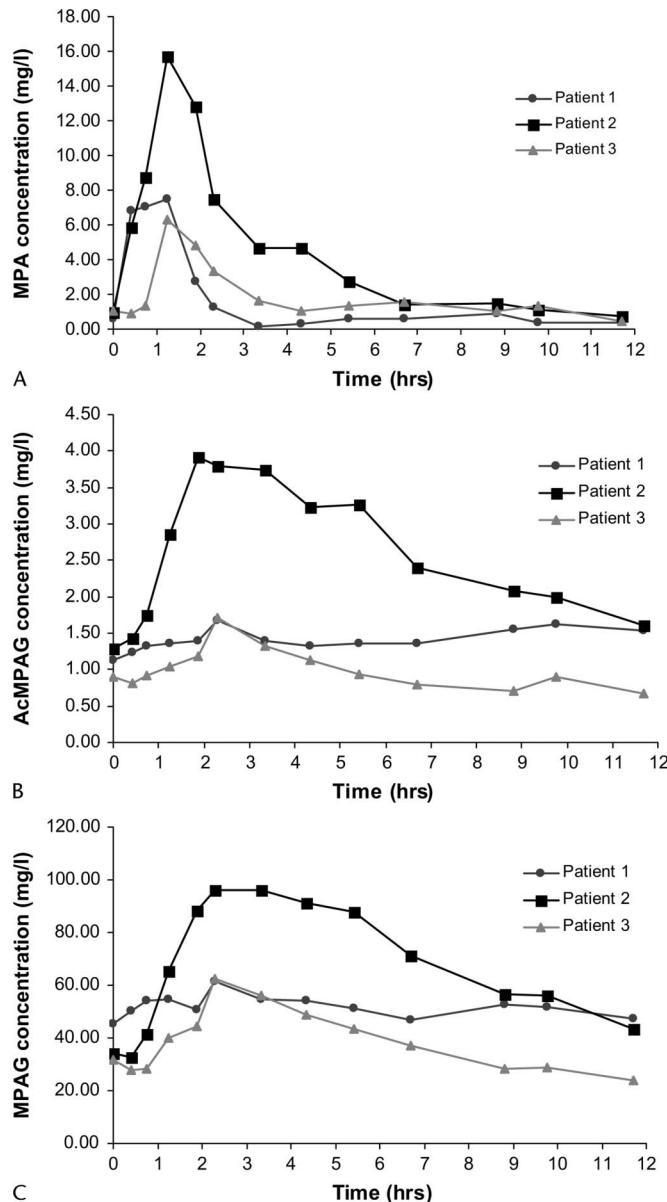 MPA concentration (mg/l)
18.00
16.00
14.00
12.00
10.00
8.00
6.00
4.00
2.00
0.00
Patient 1
Patient 2
Patient 3
0 1 2 3 4 5 6 7 8 9 10 11 12
Time (hrs)
A
AcMPAG concentration (mg/l)
4.50
4.00
3.50
3.00
2.50
2.00
1.50
1.00
0.50
0.00
Patient 1
Patient 2
Patient 3
0 1 2 3 4 5 6 7 8 9 10 11 12
Time (hrs)
B
MPAG concentration (mg/l)
120.00
100.00
80.00
60.00
40.00
20.00
0.00
Patient 1
Patient 2
Patient 3
0 1 2 3 4 5 6 7 8 9 10 11 12
Time (hrs)
C